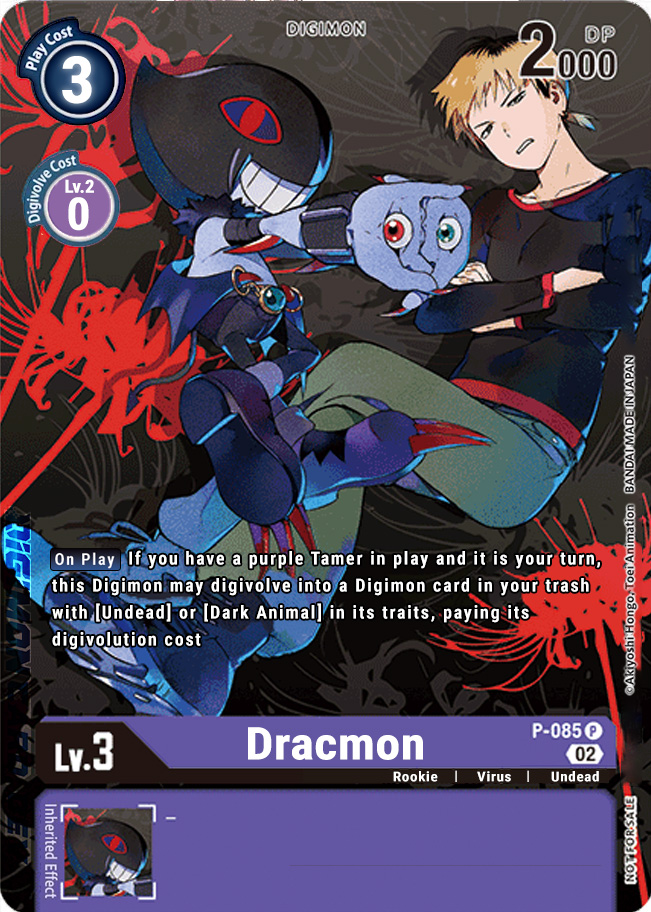 DIGIMON
Play Cost
3
2000
DP
Digivolve Cost
Lv.2
0
BANDAI MADE IN JAPAN
©Akiyoshi Hongo, Toei Animation
On Play If you have a purple Tamer in play and it is your turn,
this Digimon may digivolve into a Digimon card in your trash
with [Undead] or [Dark Animal] in its traits, paying its
digivolution cost
Lv.3
Dracmon
P-085 P
02
Rookie | Virus | Undead
Inherited Effect
–
NOT FOR SALE